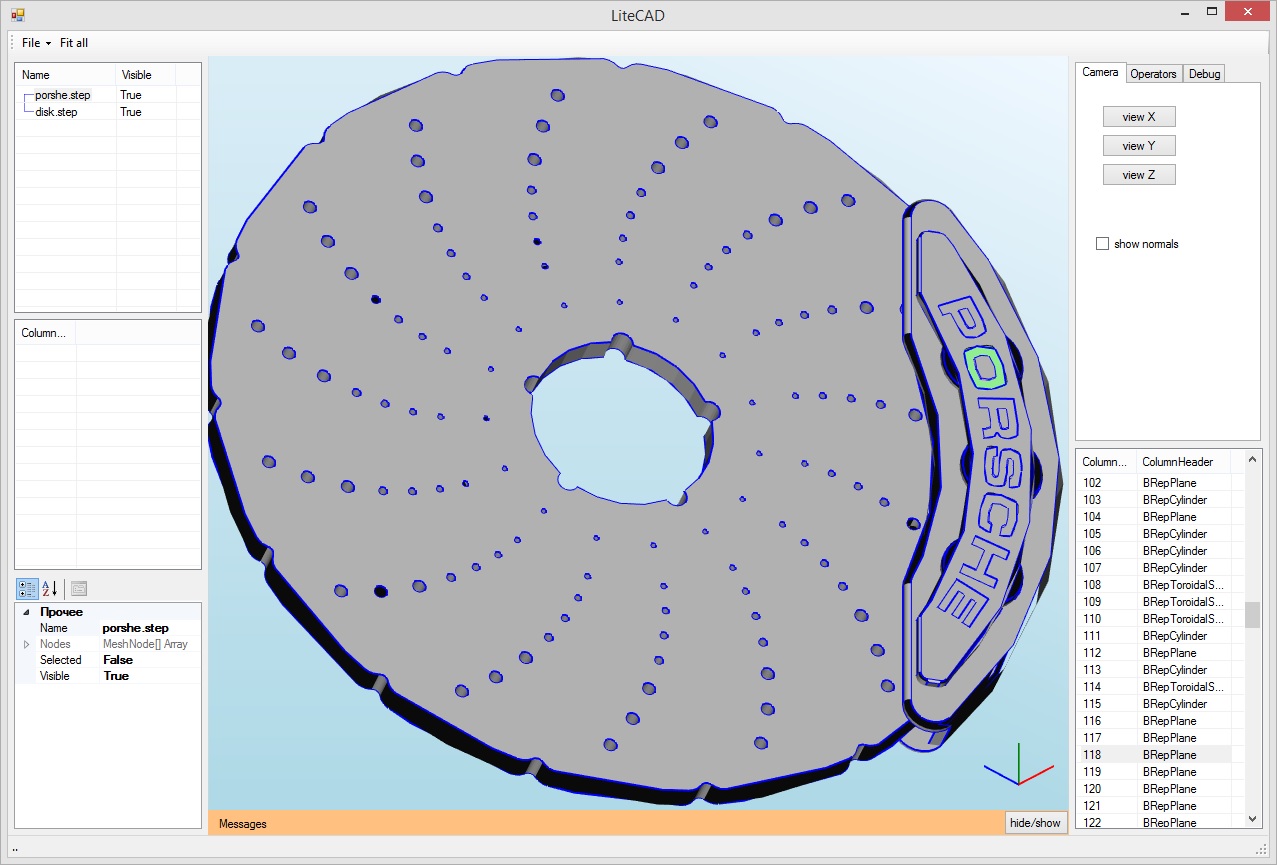 LiteCAD
File Fit all
Name Visible
porshe.step True
disk.step True
Column...
Прочее
Name porshe.step
Nodes MeshNode[] Array
Selected False
Visible True
PORSCHE
Messages
hide/show
Camera Operators Debug
view X
view Y
view Z
show normals
Column... ColumnHeader
102 BRepPlane
103 BRepCylinder
104 BRepPlane
105 BRepCylinder
106 BRepCylinder
107 BRepCylinder
108 BRepToroidalS...
109 BRepToroidalS...
110 BRepToroidalS...
111 BRepCylinder
112 BRepPlane
113 BRepCylinder
114 BRepToroidalS...
115 BRepCylinder
116 BRepPlane
117 BRepPlane
118 BRepPlane
119 BRepPlane
120 BRepPlane
121 BRepPlane
122 BRepPlane
..